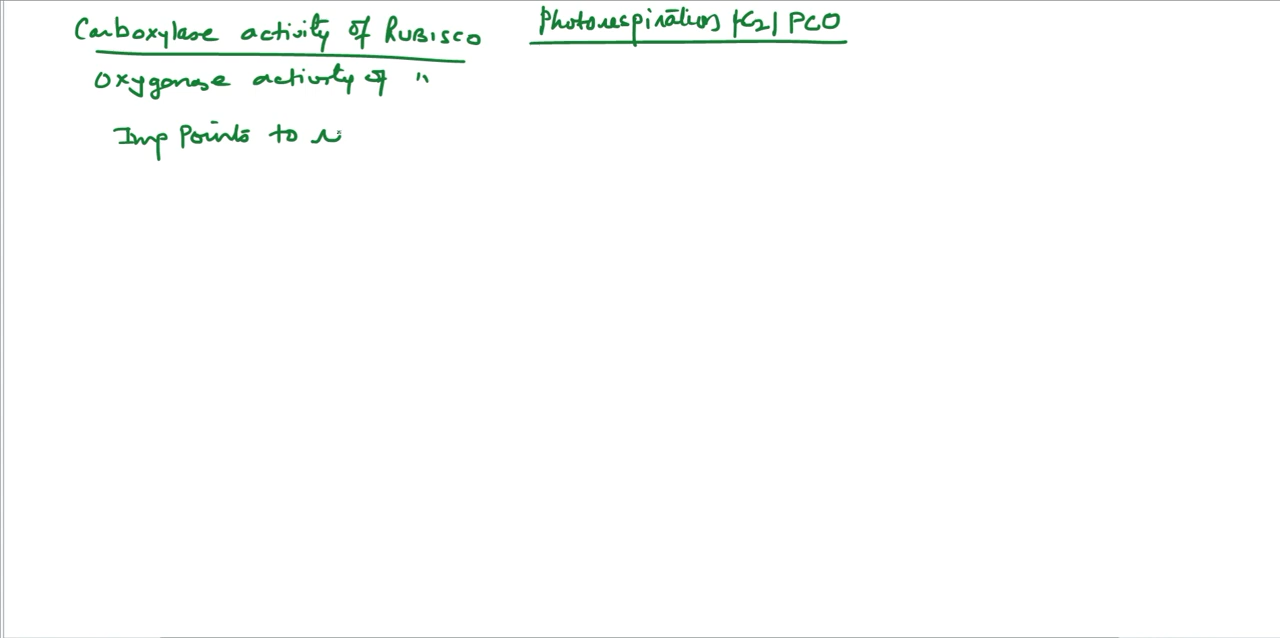 Carboxylase activity of RUBISCO
Photorespiration |C2| PCO
Oxygenase activity of "
Imp Points to